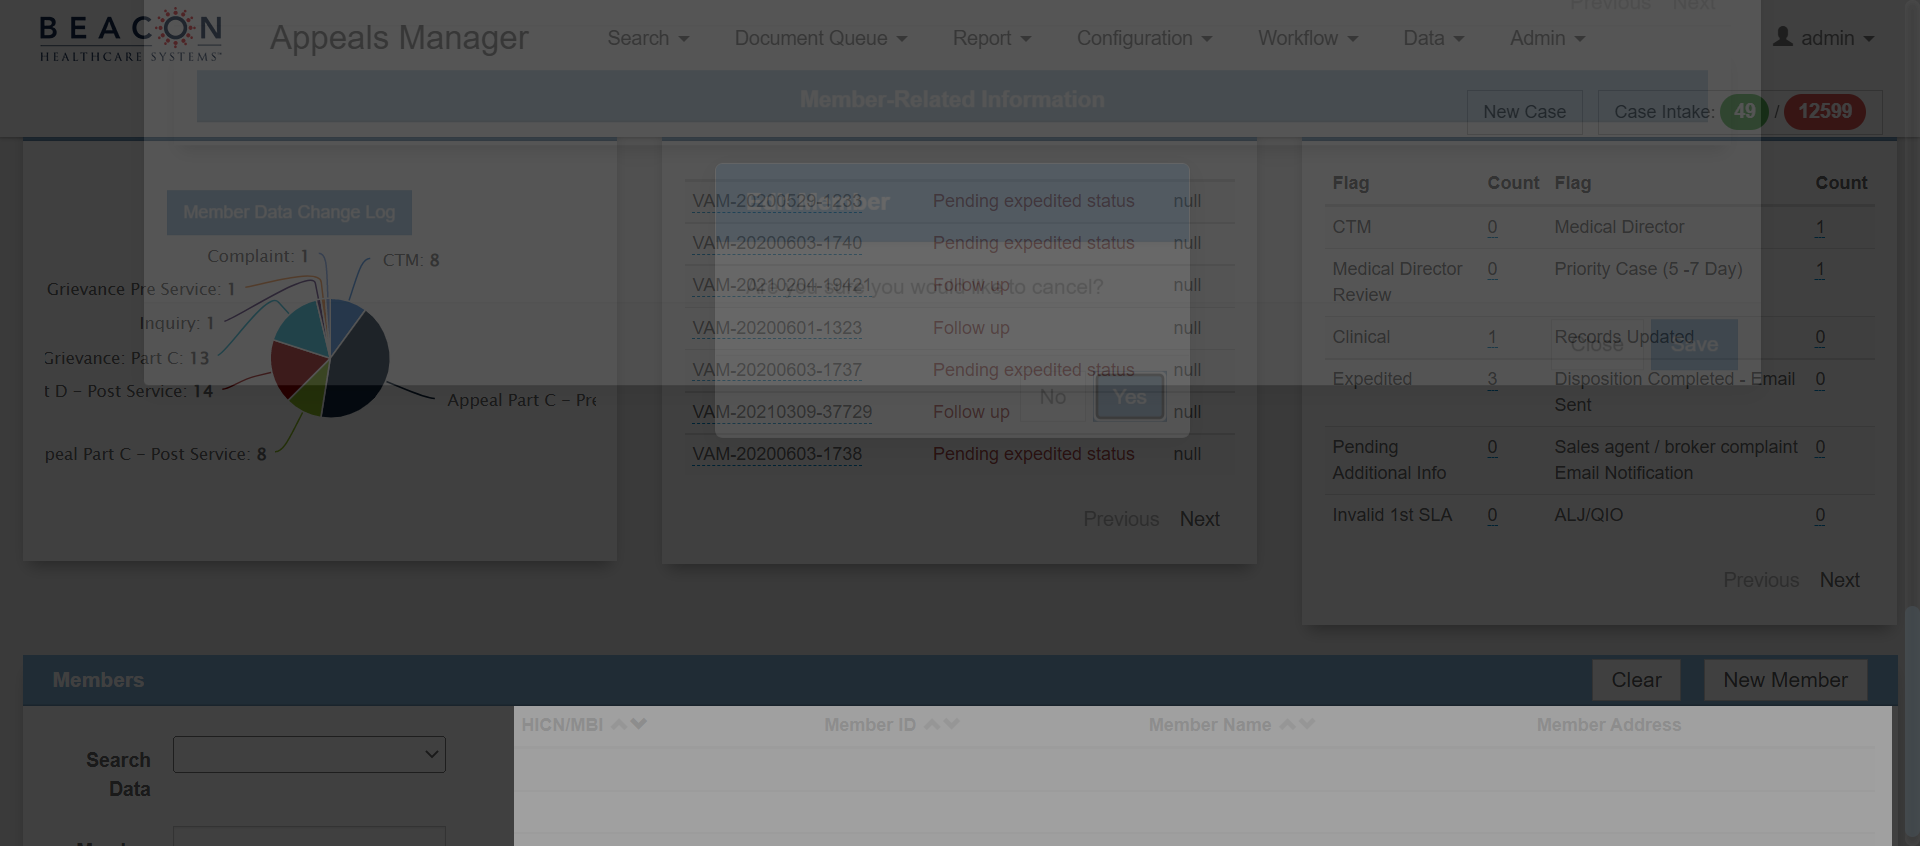 BEACON
HEALTHCARE SYSTEMS
Appeals Manager
Search
Document Queue
Report
Configuration
Workflow
Data
Admin
admin
Previous Next
Member-Related Information
New Case
Case Intake: 49 / 12599
Member Data Change Log
Complaint: 1
CTM: 8
Grievance Pre Service: 1
Inquiry: 1
Grievance: Part C: 13
t D - Post Service: 14
Appeal Part C - Pre
peal Part C - Post Service: 8
Edit Member
VAM-20200529-1233 Pending expedited status null
VAM-20200603-1740 Pending expedited status null
VAM-20210204-19421 Follow up null
Are you sure you would like to cancel?
VAM-20200601-1323 Follow up null
VAM-20200603-1737 Pending expedited status null
No
Yes
VAM-20210309-37729 Follow up null
VAM-20200603-1738 Pending expedited status null
Previous Next
Flag Count Flag Count
CTM 0 Medical Director 1
Medical Director Review 0 Priority Case (5 -7 Day) 1
Clinical 1 Records Updated 0
Close
Save
Expedited 3 Disposition Completed - Email Sent 0
Pending Additional Info 0 Sales agent / broker complaint Email Notification 0
Invalid 1st SLA 0 ALJ/QIO 0
Previous Next
Members
Clear
New Member
Search Data
HICN/MBI
Member ID
Member Name
Member Address